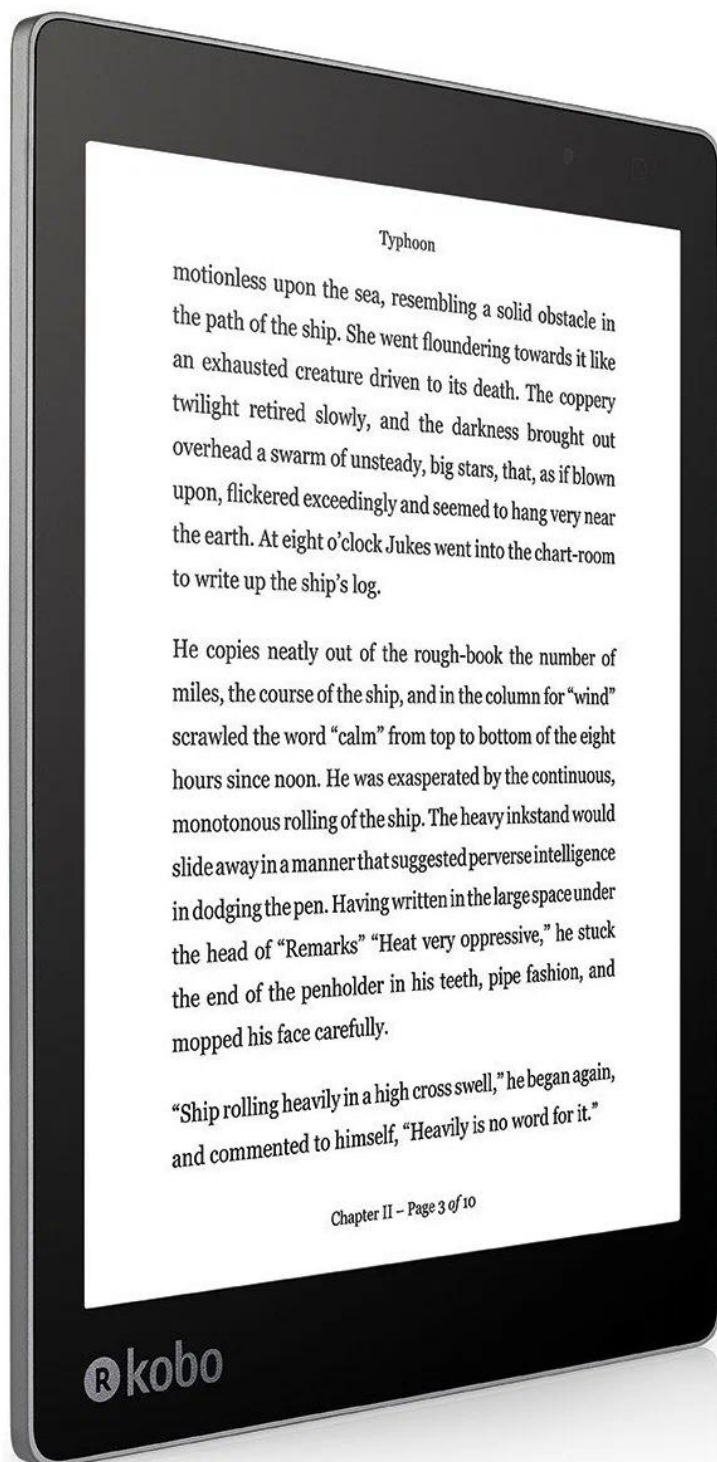 Typhoon
motionless upon the sea, resembling a solid obstacle in
the path of the ship. She went floundering towards it like
an exhausted creature driven to its death. The coppery
twilight retired slowly, and the darkness brought out
overhead a swarm of unsteady, big stars, that, as if blown
upon, flickered exceedingly and seemed to hang very near
the earth. At eight o’clock Jukes went into the chart-room
to write up the ship’s log.
He copies neatly out of the rough-book the number of
miles, the course of the ship, and in the column for “wind”
scrawled the word “calm” from top to bottom of the eight
hours since noon. He was exasperated by the continuous,
monotonous rolling of the ship. The heavy inkstand would
slide away in a manner that suggested perverse intelligence
in dodging the pen. Having written in the large space under
the head of “Remarks” “Heat very oppressive,” he stuck
the end of the penholder in his teeth, pipe fashion, and
mopped his face carefully.
“Ship rolling heavily in a high cross swell,” he began again,
and commented to himself, “Heavily is no word for it.”
Chapter II – Page 3 of 10
R kobo